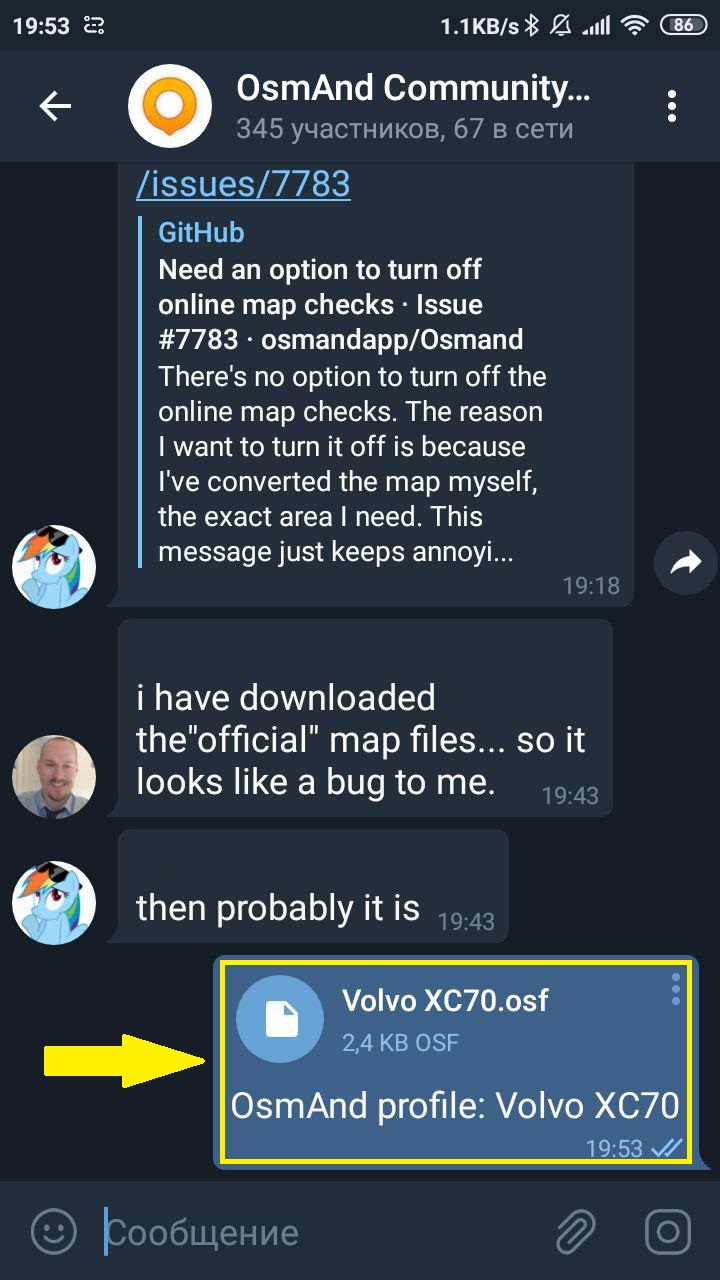 19:53
1.1KB/s
86
OsmAnd Community...
345 участников, 67 в сети
/issues/7783
GitHub
Need an option to turn off
online map checks · Issue
#7783 · osmandapp/Osmand
There's no option to turn off the
online map checks. The reason
I want to turn it off is because
I've converted the map myself,
the exact area I need. This
message just keeps annoyi...
19:18
i have downloaded
the"official" map files... so it
looks like a bug to me.
19:43
then probably it is
19:43
Volvo XC70.osf
2,4 KB OSF
OsmAnd profile: Volvo XC70
19:53
Сообщение